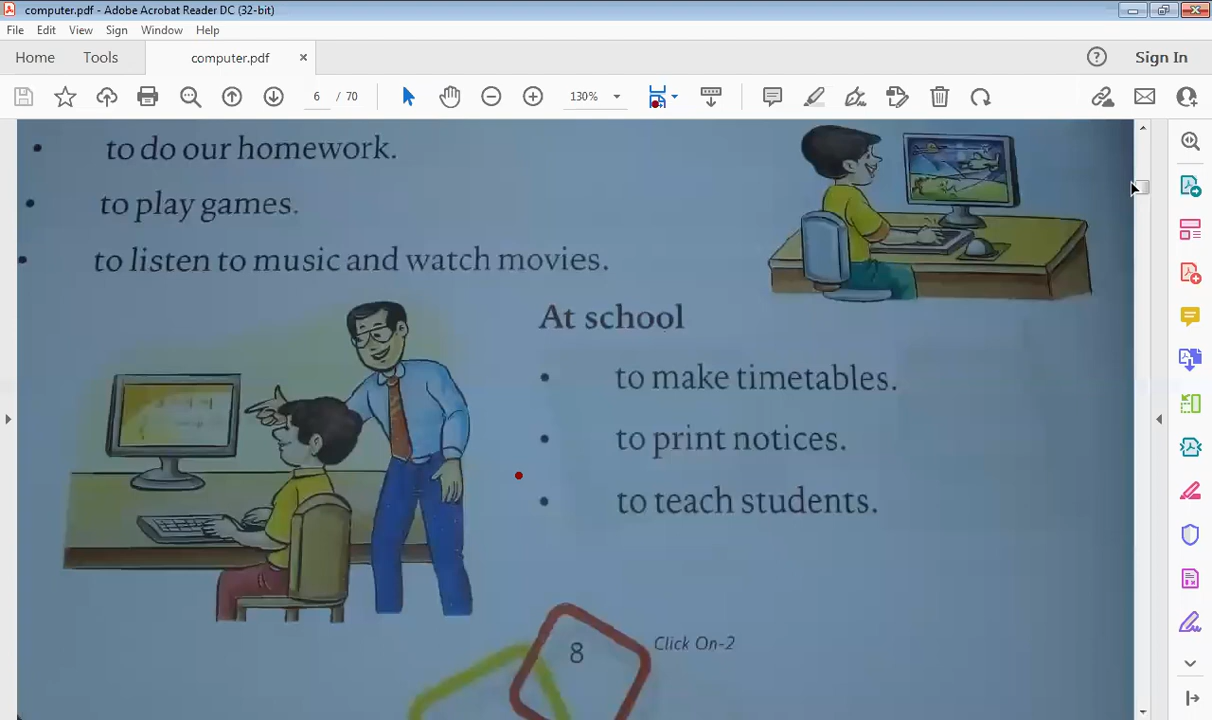 computer.pdf - Adobe Acrobat Reader DC (32-bit)
File Edit View Sign Window Help
Home Tools computer.pdf Sign In
6 / 70 130%
• to do our homework.
• to play games.
• to listen to music and watch movies.
At school
• to make timetables.
• to print notices.
• to teach students.
8 Click On-2